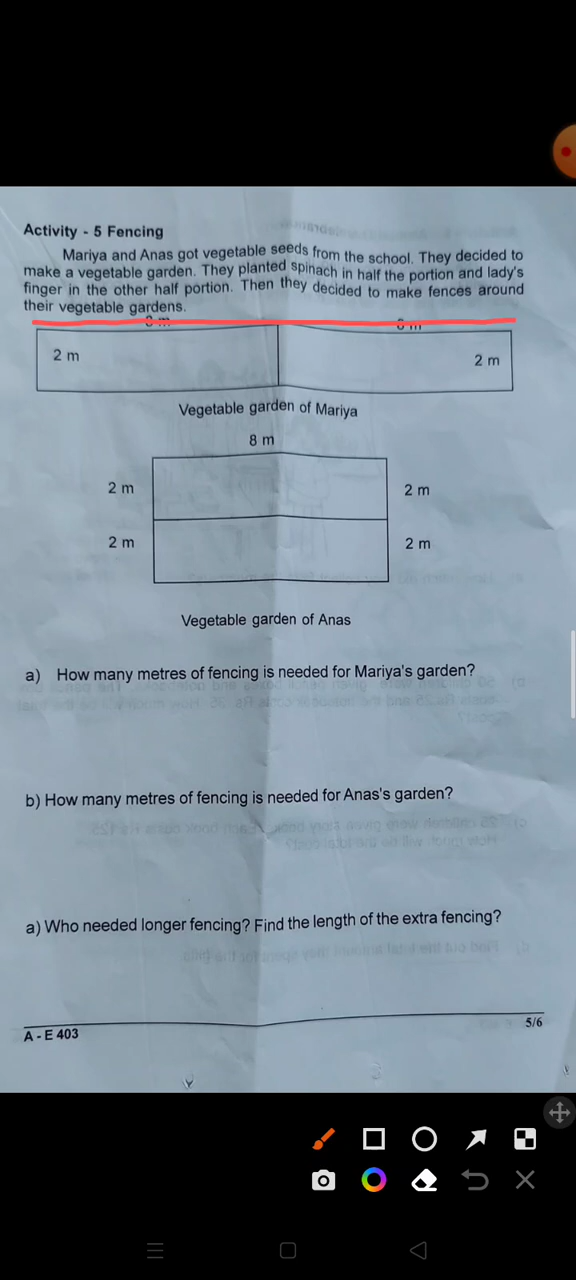 Activity - 5 Fencing
Mariya and Anas got vegetable seeds from the school. They decided to
make a vegetable garden. They planted spinach in half the portion and lady's
finger in the other half portion. Then they decided to make fences around
their vegetable gardens.
2 m
2 m
Vegetable garden of Mariya
8 m
2 m
2 m
2 m
2 m
Vegetable garden of Anas
a) How many metres of fencing is needed for Mariya's garden?
b) How many metres of fencing is needed for Anas's garden?
a) Who needed longer fencing? Find the length of the extra fencing?
A - E 403
5/6